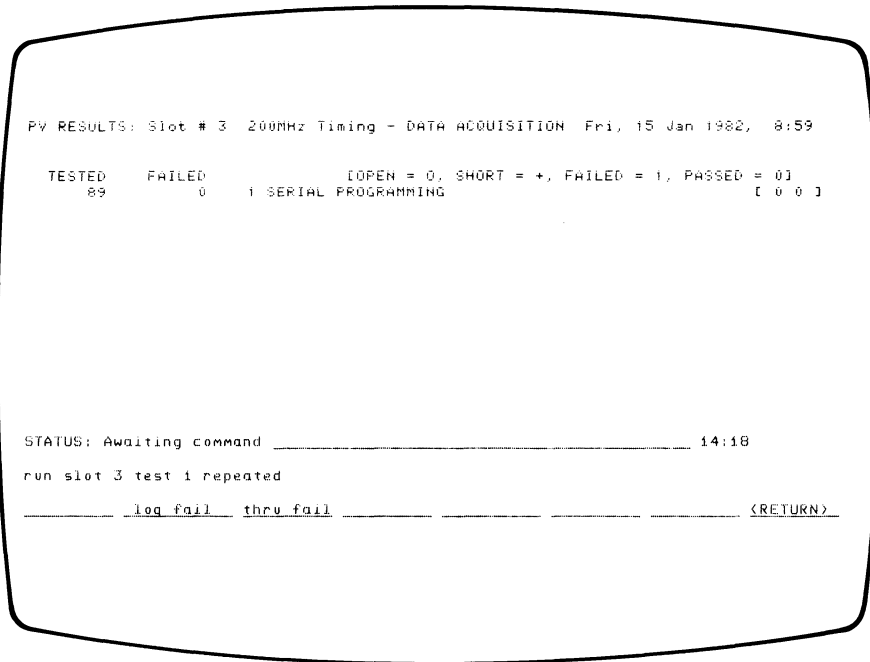 PV RESULTS: Slot # 3 200MHz Timing - DATA ACQUISITION Fri, 15 Jan 1982, 8:59
TESTED FAILED [OPEN = 0, SHORT = +, FAILED = 1, PASSED = 0]
89 0 1 SERIAL PROGRAMMING [ 0 0 ]
STATUS: Awaiting command 14:18
run slot 3 test 1 repeated
log fail thru fail <RETURN>